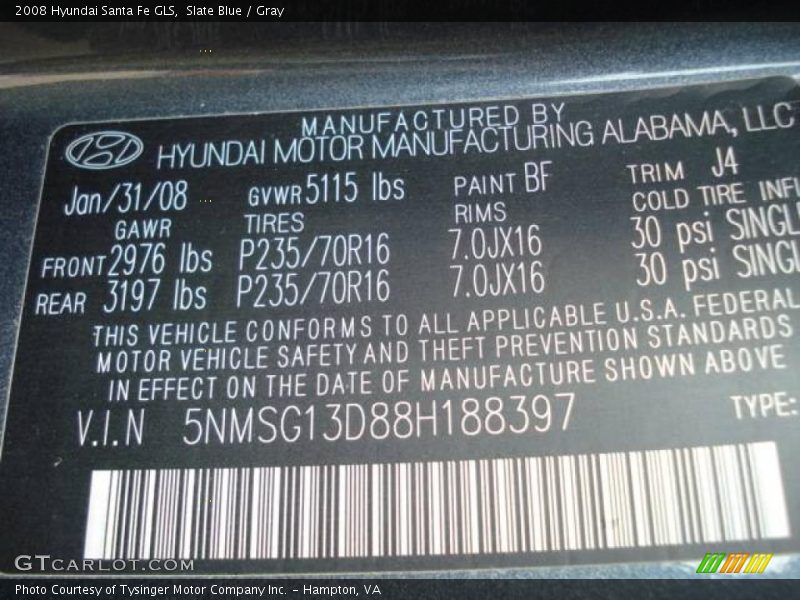 2008 Hyundai Santa Fe GLS, Slate Blue / Gray
MANUFACTURED BY
HYUNDAI MOTOR MANUFACTURING ALABAMA, LLC
Jan/31/08 GVWR 5115 lbs PAINT BF TRIM J4
GAWR TIRES RIMS COLD TIRE INFL
FRONT 2976 lbs P235/70R16 7.0JX16 30 psi SINGL
REAR 3197 lbs P235/70R16 7.0JX16 30 psi SINGL
THIS VEHICLE CONFORMS TO ALL APPLICABLE U.S.A. FEDERAL
MOTOR VEHICLE SAFETY AND THEFT PREVENTION STANDARDS
IN EFFECT ON THE DATE OF MANUFACTURE SHOWN ABOVE
V.I.N 5NMSG13D88H188397 TYPE:
GTCARLOT.COM
Photo Courtesy of Tysinger Motor Company Inc. - Hampton, VA